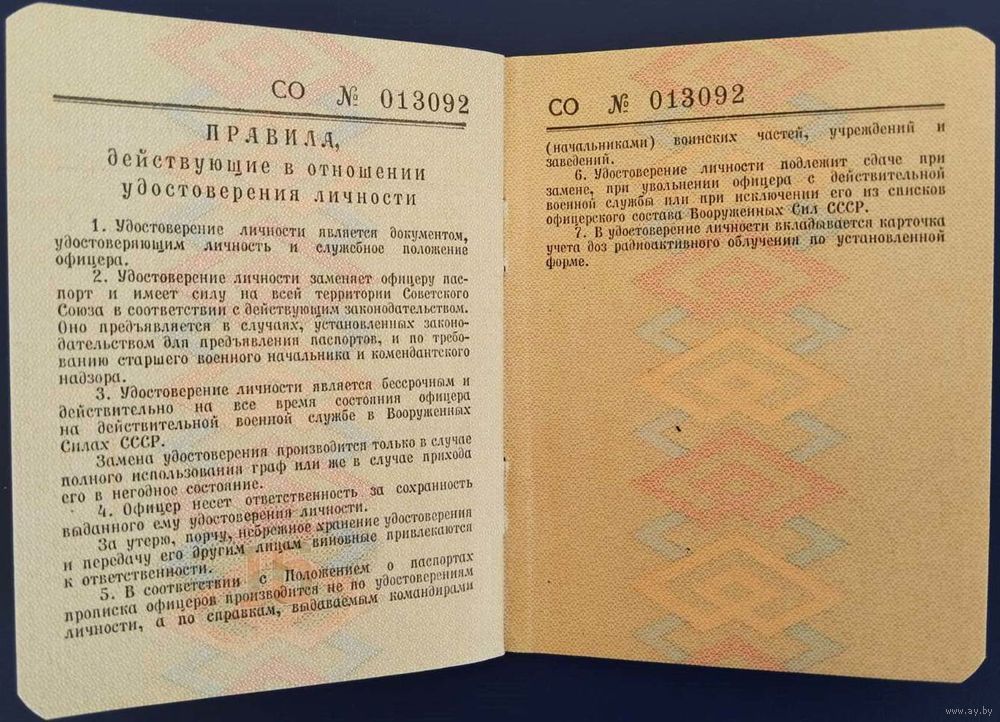 СО № 013092
ПРАВИЛА,
действующие в отношении
удостоверения личности
1. Удостоверение личности является документом,
удостоверяющим личность и служебное положение
офицера.
2. Удостоверение личности заменяет офицеру пас-
порт и имеет силу на всей территории Советского
Союза в соответствии с действующим законодательством.
Оно предъявляется в случаях, установленных законо-
дательством для предъявления паспортов, и по требо-
ванию старшего военного начальника и комендантского
надзора.
3. Удостоверение личности является бессрочным и
действительно на все время состояния офицера
на действительной военной службе в Вооруженных
Силах СССР.
Замена удостоверения производится только в случае
полного использования граф или же в случае прихода
его в негодное состояние.
4. Офицер несет ответственность за сохранность
выданного ему удостоверения личности.
За утерю, порчу, небрежное хранение удостоверения
и передачу его другим лицам виновные привлекаются
к ответственности.
5. В соответствии с Положением о паспортах
прописка офицеров производится не по удостоверениям
личности, а по справкам, выдаваемым командирами
СО № 013092
(начальниками) воинских частей, учреждений и
заведений.
6. Удостоверение личности подлежит сдаче при
замене, при увольнении офицера с действительной
военной службы или при исключении его из списков
офицерского состава Вооруженных Сил СССР.
7. В удостоверение личности вкладывается карточка
учета доз радиоактивного облучения по установленной
форме.
www.ay.by